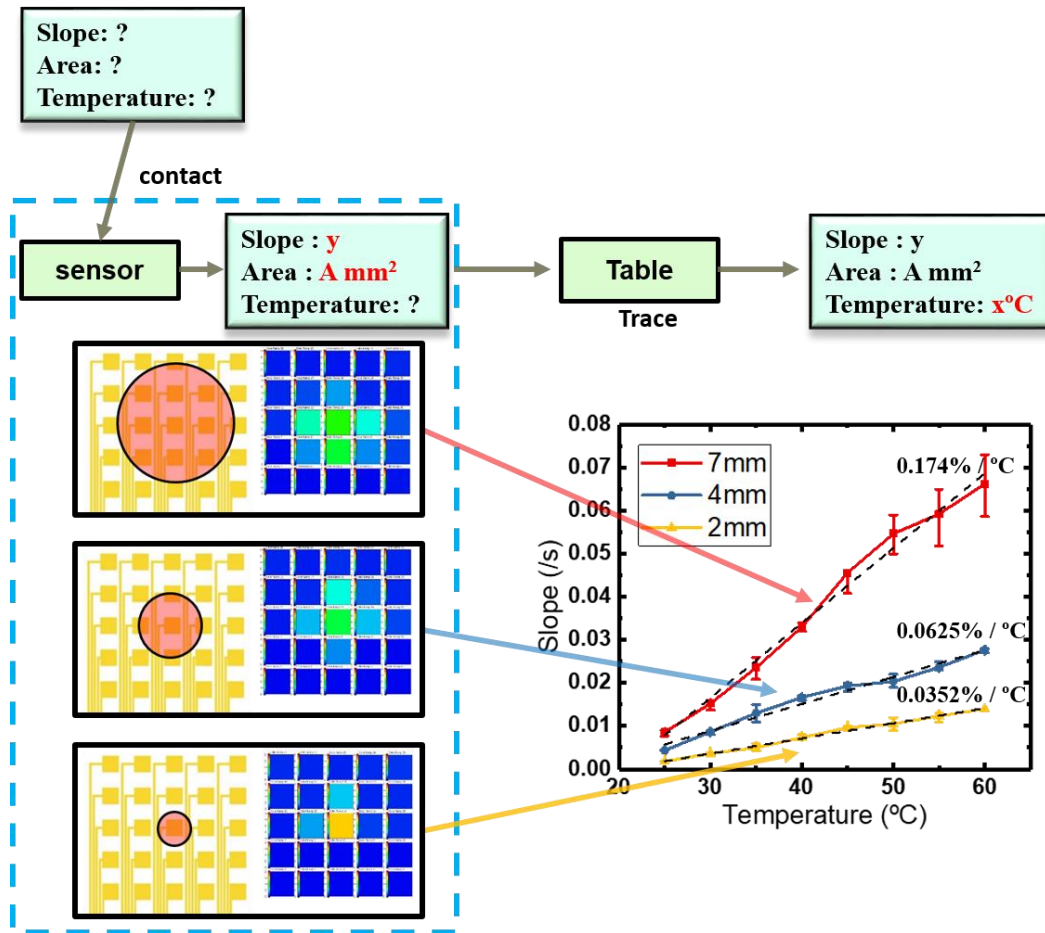 Slope: ?
Area: ?
Temperature: ?
contact
sensor
Slope : y
Area : A mm²
Temperature: ?
Table
Trace
Slope : y
Area : A mm²
Temperature: xºC
0.08
0.07
0.06
0.05
0.04
0.03
0.02
0.01
0.00
Slope (/s)
7mm
4mm
2mm
0.174% / ºC
0.0625% / ºC
0.0352% / ºC
20
30
40
50
60
Temperature (ºC)